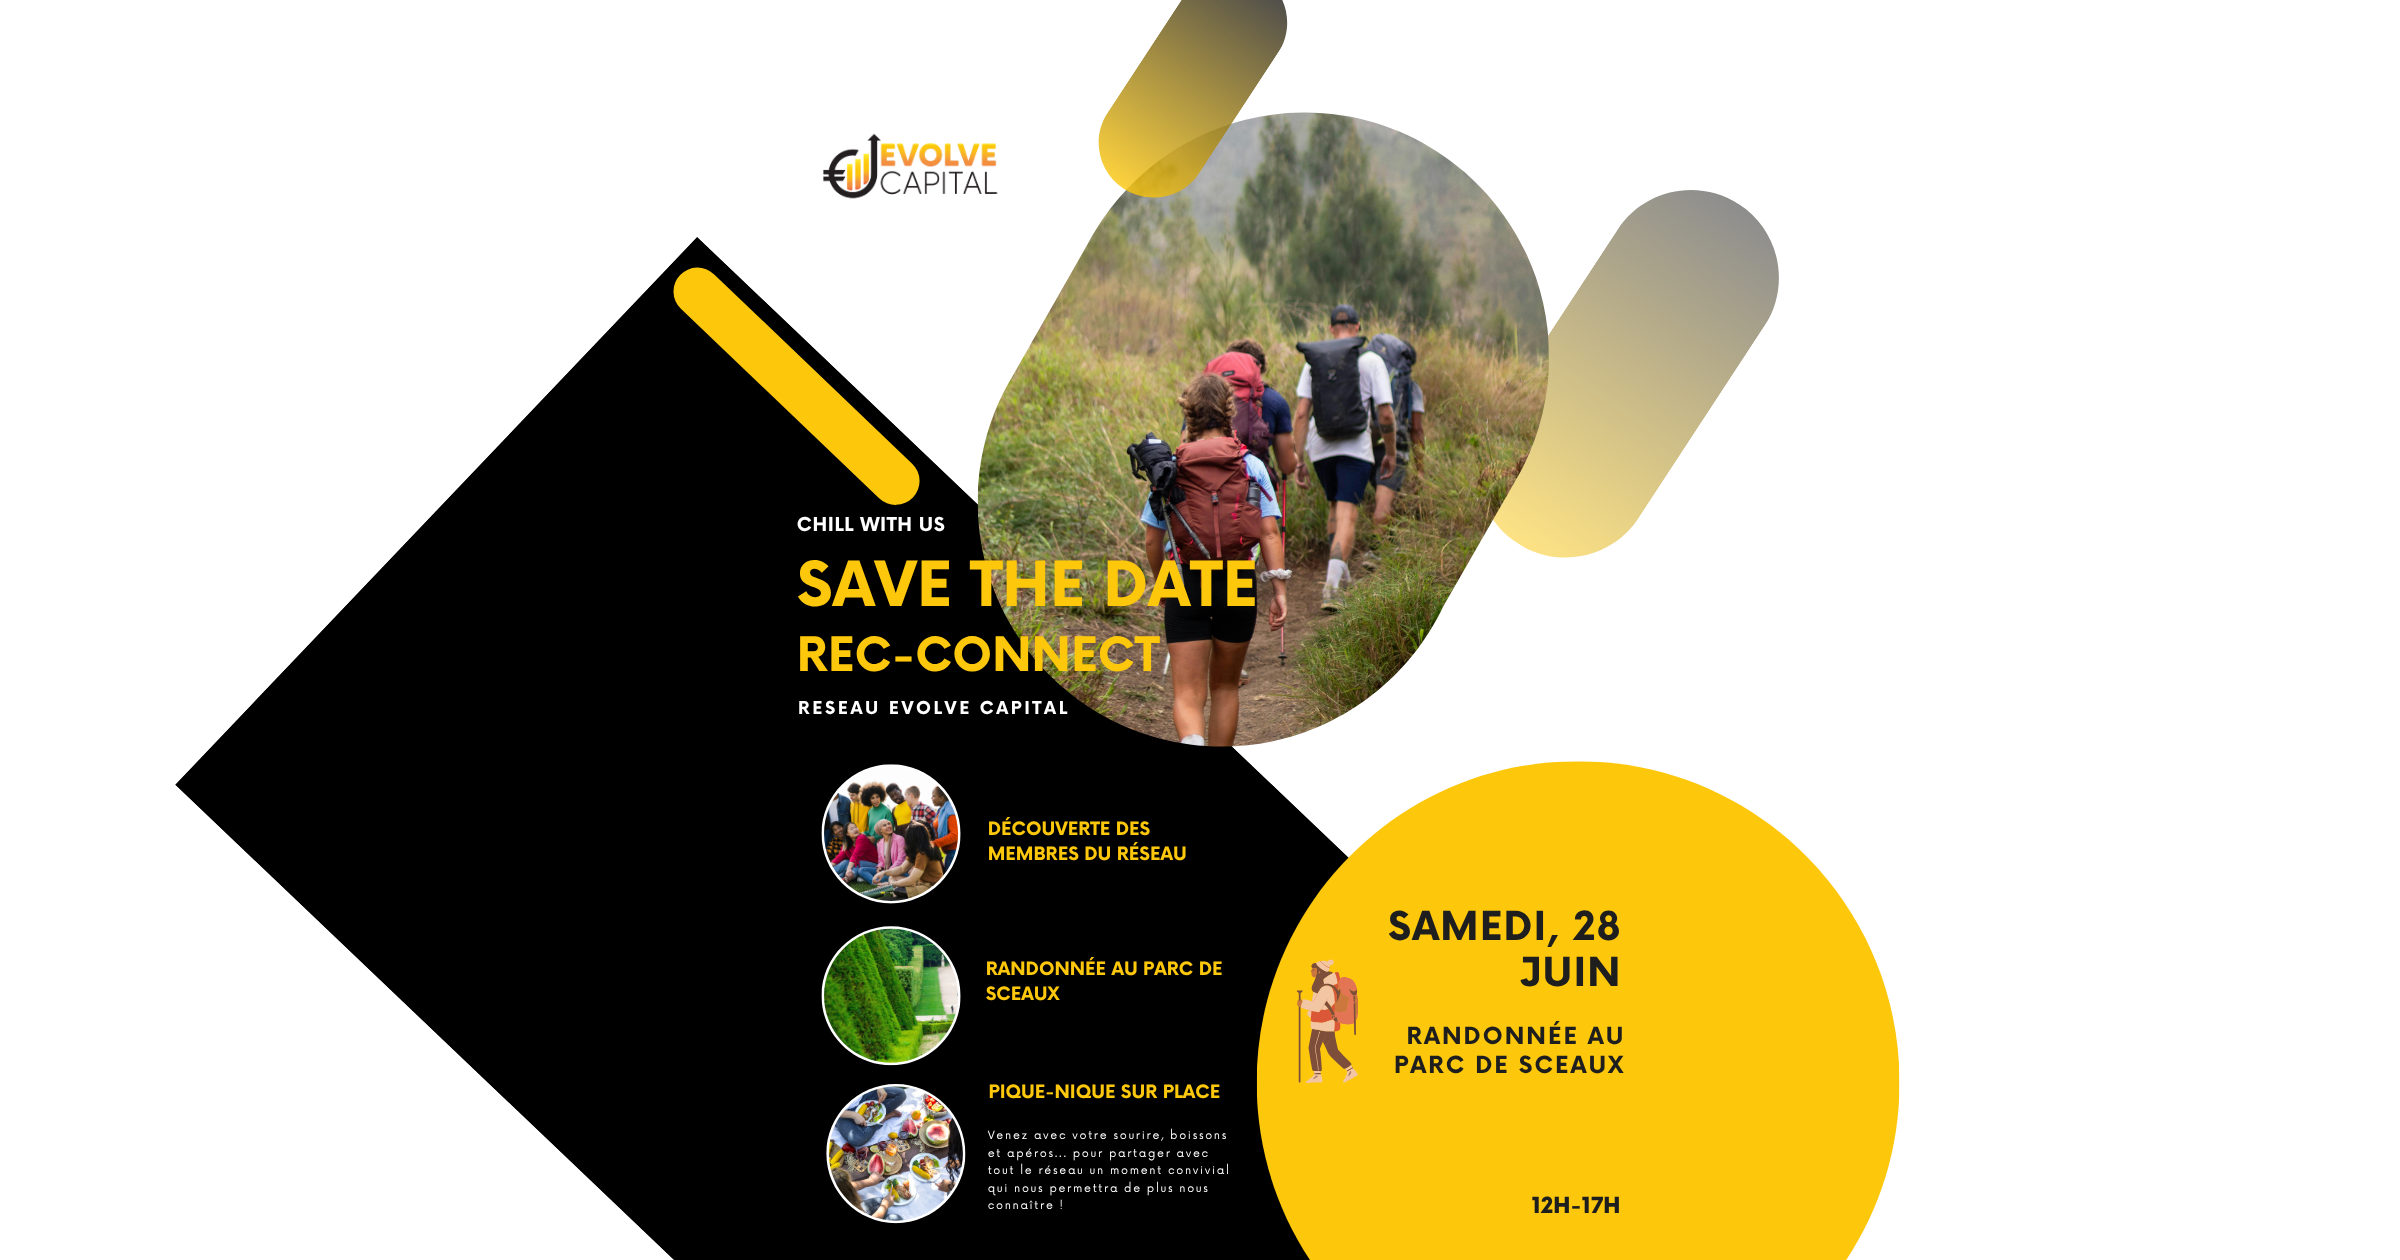 EVOLVE
CAPITAL
CHILL WITH US
SAVE THE DATE
REC-CONNECT
RESEAU EVOLVE CAPITAL
DÉCOUVERTE DES
MEMBRES DU RÉSEAU
RANDONNÉE AU PARC DE
SCEAUX
PIQUE-NIQUE SUR PLACE
Venez avec votre sourire, boissons
et apéros... pour partager avec
tout le réseau un moment convivial
qui nous permettra de plus nous
connaître !
SAMEDI, 28
JUIN
RANDONNÉE AU
PARC DE SCEAUX
12H-17H